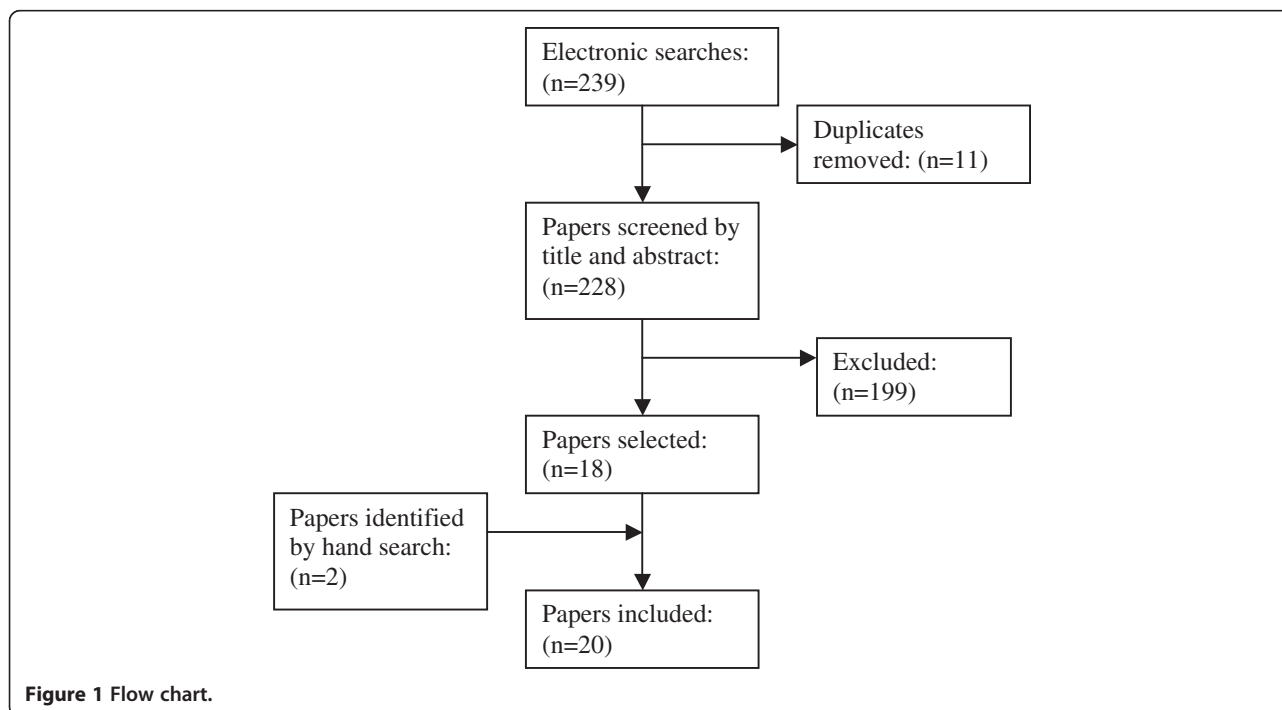 Electronic searches:
(n=239)
Duplicates
removed: (n=11)
Papers screened by
title and abstract:
(n=228)
Excluded:
(n=199)
Papers selected:
(n=18)
Papers identified
by hand search:
(n=2)
Papers included:
(n=20)
Figure 1 Flow chart.